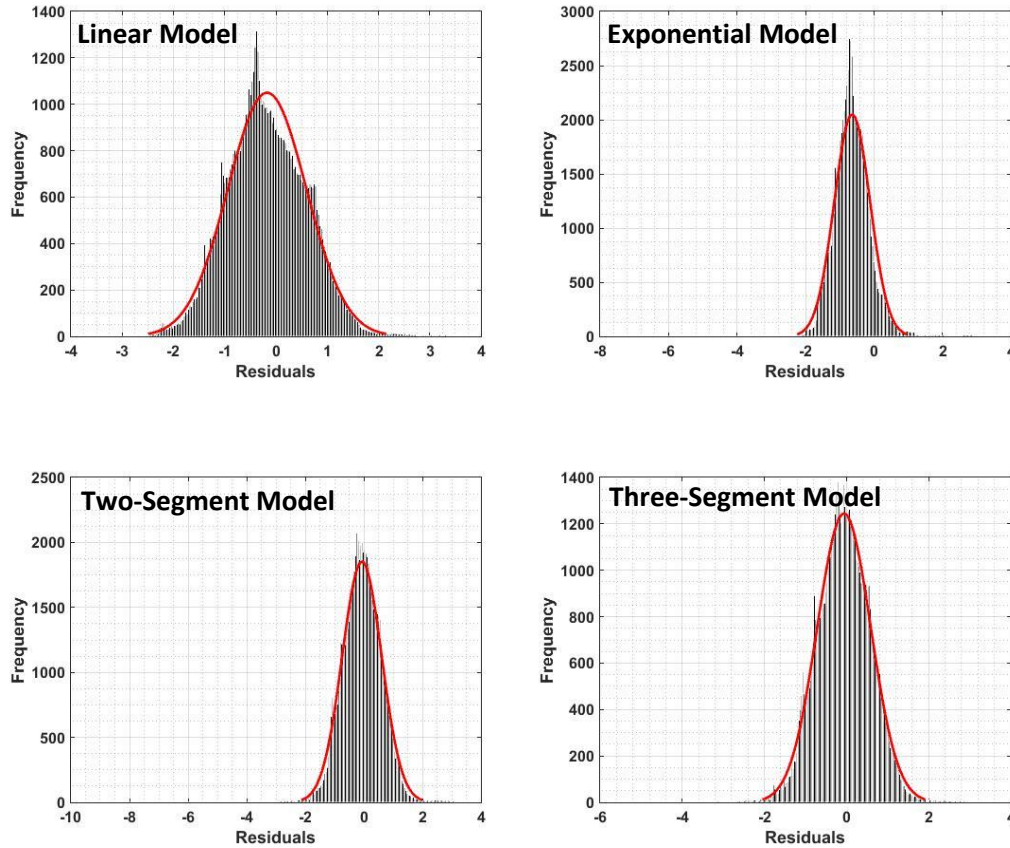 Linear Model
1400
1200
1000
800
600
400
200
0
Frequency
-4 -3 -2 -1 0 1 2 3 4
Residuals
Exponential Model
3000
2500
2000
1500
1000
500
0
Frequency
-8 -6 -4 -2 0 2 4
Residuals
Two-Segment Model
2500
2000
1500
1000
500
0
Frequency
-10 -8 -6 -4 -2 0 2 4
Residuals
Three-Segment Model
1400
1200
1000
800
600
400
200
0
Frequency
-6 -4 -2 0 2 4
Residuals